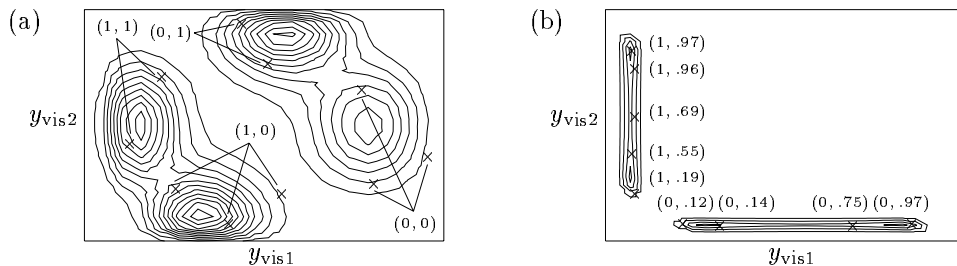 (a)
(1, 1)
(0, 1)
(1, 0)
(0, 0)
y_vis2
y_vis1
(b)
(1, .97)
(1, .96)
(1, .69)
(1, .55)
(1, .19)
(0, .12) (0, .14) (0, .75) (0, .97)
y_vis2
y_vis1